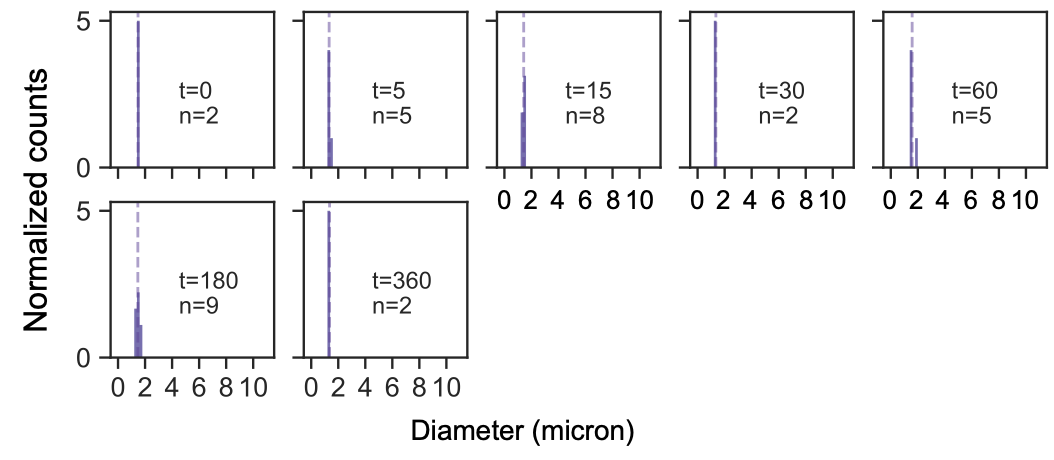 Normalized counts
5
0
t=0
n=2
t=5
n=5
t=15
n=8
0 2 4 6 8 10
t=30
n=2
0 2 4 6 8 10
t=60
n=5
0 2 4 6 8 10
5
0
t=180
n=9
0 2 4 6 8 10
t=360
n=2
0 2 4 6 8 10
Diameter (micron)